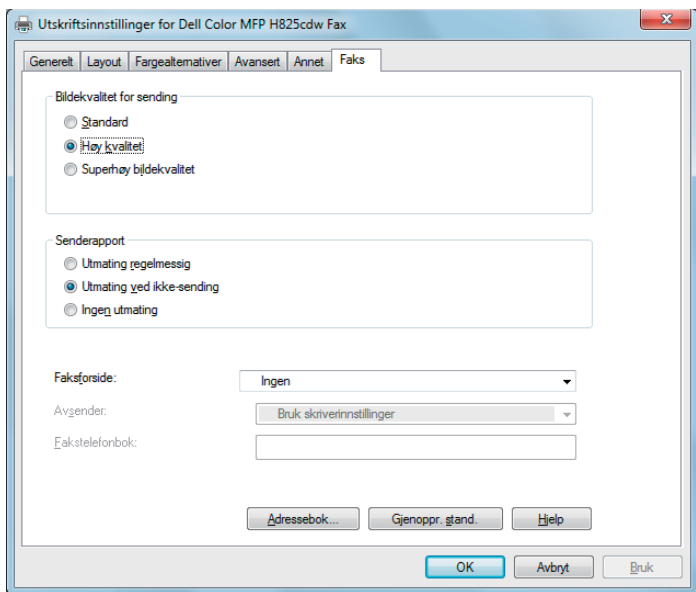 Utskriftsinnstillinger for Dell Color MFP H825cdw Fax
Generelt Layout Fargealternativer Avansert Annet Faks
Bildekvalitet for sending
Standard
Høy kvalitet
Superhøy bildekvalitet
Senderapport
Utmating regelmessig
Utmating ved ikke-sending
Ingen utmating
Faksforside: Ingen
Avsender: Bruk skriverinnstillinger
Fakstelefonbok:
Adressebok... Gjenoppr. stand. Hjelp
OK Avbryt Bruk